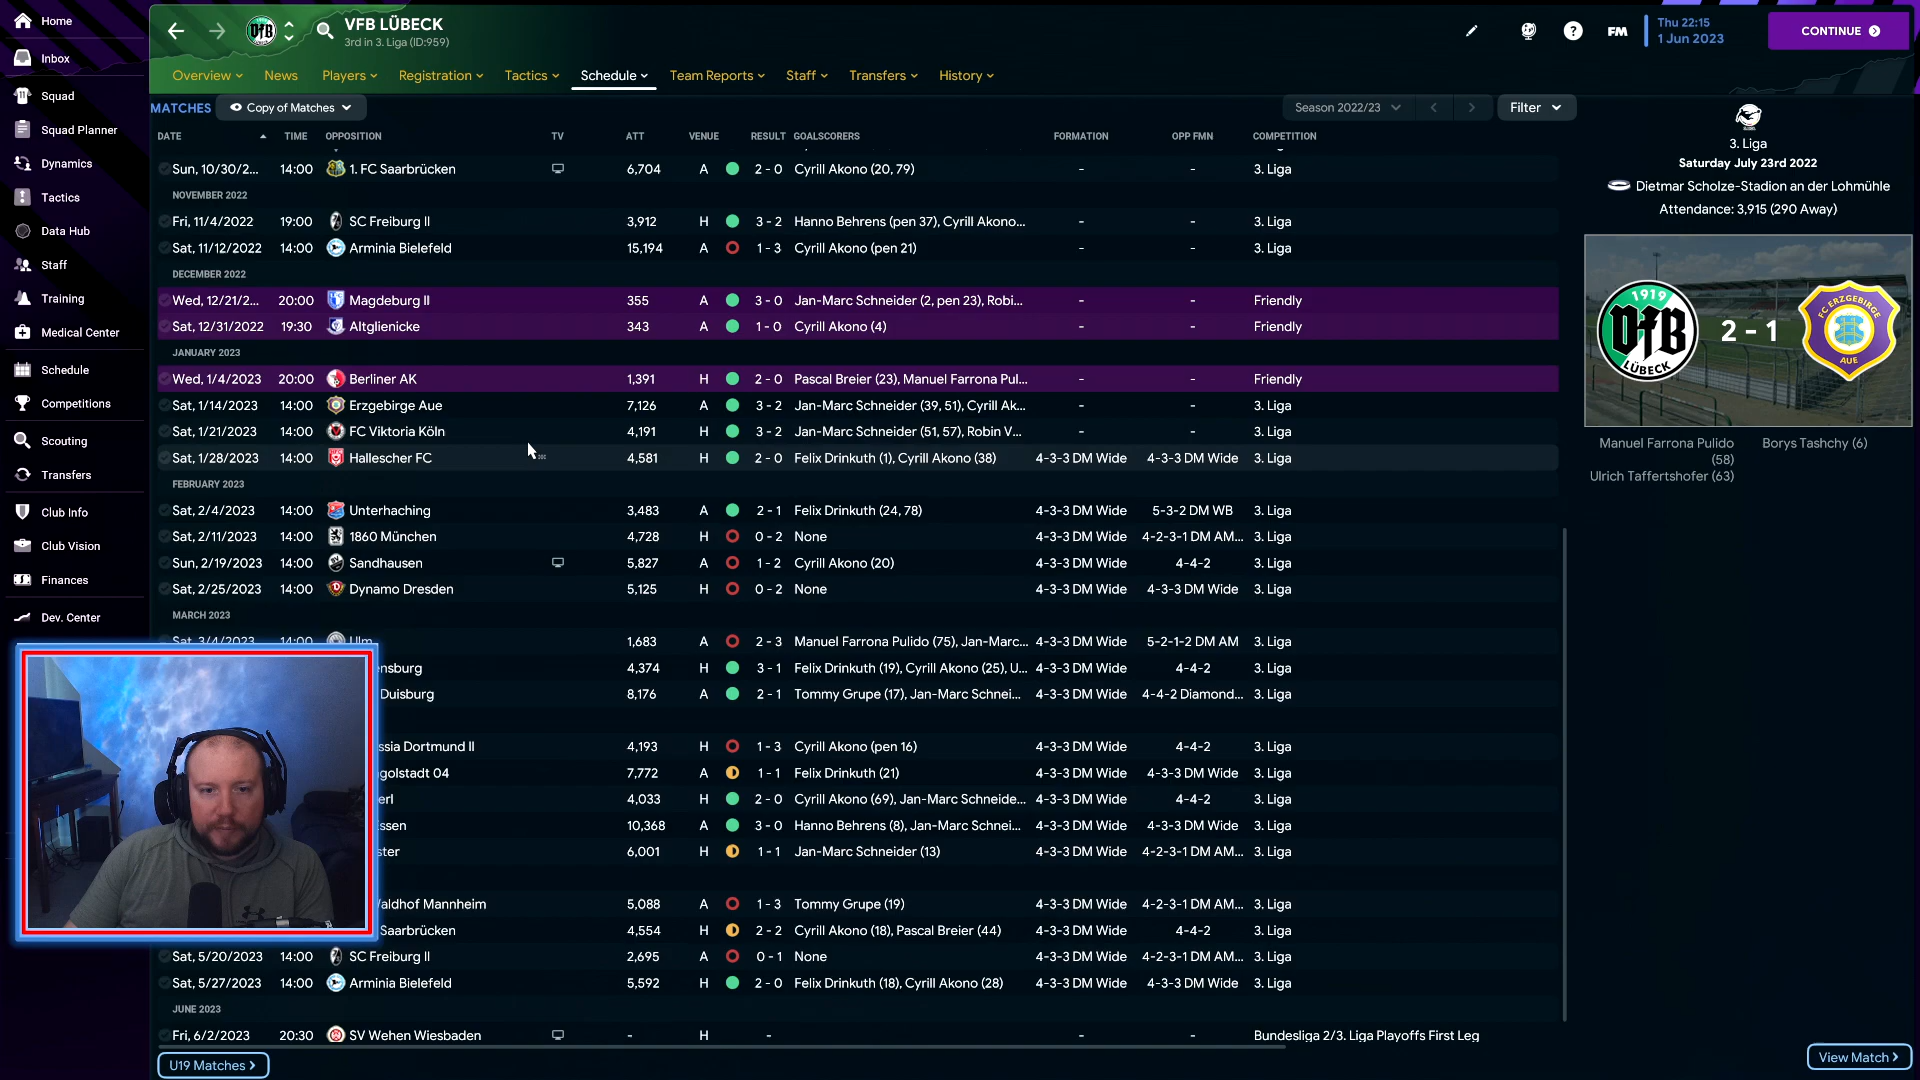 Home
Inbox
Squad
Squad Planner
Dynamics
Tactics
Data Hub
Staff
Training
Medical Center
Schedule
Competitions
Scouting
Transfers
Club Info
Club Vision
Finances
Dev. Center
VFB LÜBECK
3rd in 3. Liga (ID:959)
FM
Thu 22:15
1 Jun 2023
CONTINUE
Overview News Players Registration Tactics Schedule Team Reports Staff Transfers History
MATCHES Copy of Matches Season 2022/23 Filter
DATE TIME OPPOSITION TV ATT VENUE RESULT GOALSCORERS FORMATION OPP FMN COMPETITION
Sun, 10/30/2... 14:00 1. FC Saarbrücken 6,704 A 2 - 0 Cyrill Akono (20, 79) - - 3. Liga
NOVEMBER 2022
Fri, 11/4/2022 19:00 SC Freiburg II 3,912 H 3 - 2 Hanno Behrens (pen 37), Cyrill Akono... - - 3. Liga
Sat, 11/12/2022 14:00 Arminia Bielefeld 15,194 A 1 - 3 Cyrill Akono (pen 21) - - 3. Liga
DECEMBER 2022
Wed, 12/21/2... 20:00 Magdeburg II 355 A 3 - 0 Jan-Marc Schneider (2, pen 23), Robi... - - Friendly
Sat, 12/31/2022 19:30 Altglienicke 343 A 1 - 0 Cyrill Akono (4) - - Friendly
JANUARY 2023
Wed, 1/4/2023 20:00 Berliner AK 1,391 H 2 - 0 Pascal Breier (23), Manuel Farrona Pul... - - Friendly
Sat, 1/14/2023 14:00 Erzgebirge Aue 7,126 A 3 - 2 Jan-Marc Schneider (39, 51), Cyrill Ak... - - 3. Liga
Sat, 1/21/2023 14:00 FC Viktoria Köln 4,191 H 3 - 2 Jan-Marc Schneider (51, 57), Robin V... - - 3. Liga
Sat, 1/28/2023 14:00 Hallescher FC 4,581 H 2 - 0 Felix Drinkuth (1), Cyrill Akono (38) 4-3-3 DM Wide 4-3-3 DM Wide 3. Liga
FEBRUARY 2023
Sat, 2/4/2023 14:00 Unterhaching 3,483 A 2 - 1 Felix Drinkuth (24, 78) 4-3-3 DM Wide 5-3-2 DM WB 3. Liga
Sat, 2/11/2023 14:00 1860 München 4,728 H 0 - 2 None 4-3-3 DM Wide 4-2-3-1 DM AM... 3. Liga
Sun, 2/19/2023 14:00 Sandhausen 5,827 A 1 - 2 Cyrill Akono (20) 4-3-3 DM Wide 4-4-2 3. Liga
Sat, 2/25/2023 14:00 Dynamo Dresden 5,125 H 0 - 2 None 4-3-3 DM Wide 4-3-3 DM Wide 3. Liga
MARCH 2023
Sat, 3/4/2023 14:00 Ulm 1,683 A 2 - 3 Manuel Farrona Pulido (75), Jan-Marc... 4-3-3 DM Wide 5-2-1-2 DM AM 3. Liga
ensburg 4,374 H 3 - 1 Felix Drinkuth (19), Cyrill Akono (25), U... 4-3-3 DM Wide 4-4-2 3. Liga
Duisburg 8,176 A 2 - 1 Tommy Grupe (17), Jan-Marc Schnei... 4-3-3 DM Wide 4-4-2 Diamond... 3. Liga
ssia Dortmund II 4,193 H 1 - 3 Cyrill Akono (pen 16) 4-3-3 DM Wide 4-4-2 3. Liga
golstadt 04 7,772 A 1 - 1 Felix Drinkuth (21) 4-3-3 DM Wide 4-3-3 DM Wide 3. Liga
erl 4,033 H 2 - 0 Cyrill Akono (69), Jan-Marc Schneide... 4-3-3 DM Wide 4-4-2 3. Liga
Essen 10,368 A 3 - 0 Hanno Behrens (8), Jan-Marc Schnei... 4-3-3 DM Wide 4-3-3 DM Wide 3. Liga
ster 6,001 H 1 - 1 Jan-Marc Schneider (13) 4-3-3 DM Wide 4-2-3-1 DM AM... 3. Liga
Waldhof Mannheim 5,088 A 1 - 3 Tommy Grupe (19) 4-3-3 DM Wide 4-2-3-1 DM AM... 3. Liga
Saarbrücken 4,554 H 2 - 2 Cyrill Akono (18), Pascal Breier (44) 4-3-3 DM Wide 4-4-2 3. Liga
Sat, 5/20/2023 14:00 SC Freiburg II 2,695 A 0 - 1 None 4-3-3 DM Wide 4-2-3-1 DM AM... 3. Liga
Sat, 5/27/2023 14:00 Arminia Bielefeld 5,592 H 2 - 0 Felix Drinkuth (18), Cyrill Akono (28) 4-3-3 DM Wide 4-3-3 DM Wide 3. Liga
JUNE 2023
Fri, 6/2/2023 20:30 SV Wehen Wiesbaden - H - - - Bundesliga 2/3. Liga Playoffs First Leg
U19 Matches
3. Liga
Saturday July 23rd 2022
Dietmar Scholze-Stadion an der Lohmühle
Attendance: 3,915 (290 Away)
1919
VfB
LÜBECK
2 - 1
FC ERZGEBIRGE
AUE
Manuel Farrona Pulido
(58)
Ulrich Taffertshofer (63)
Borys Tashchy (6)
View Match